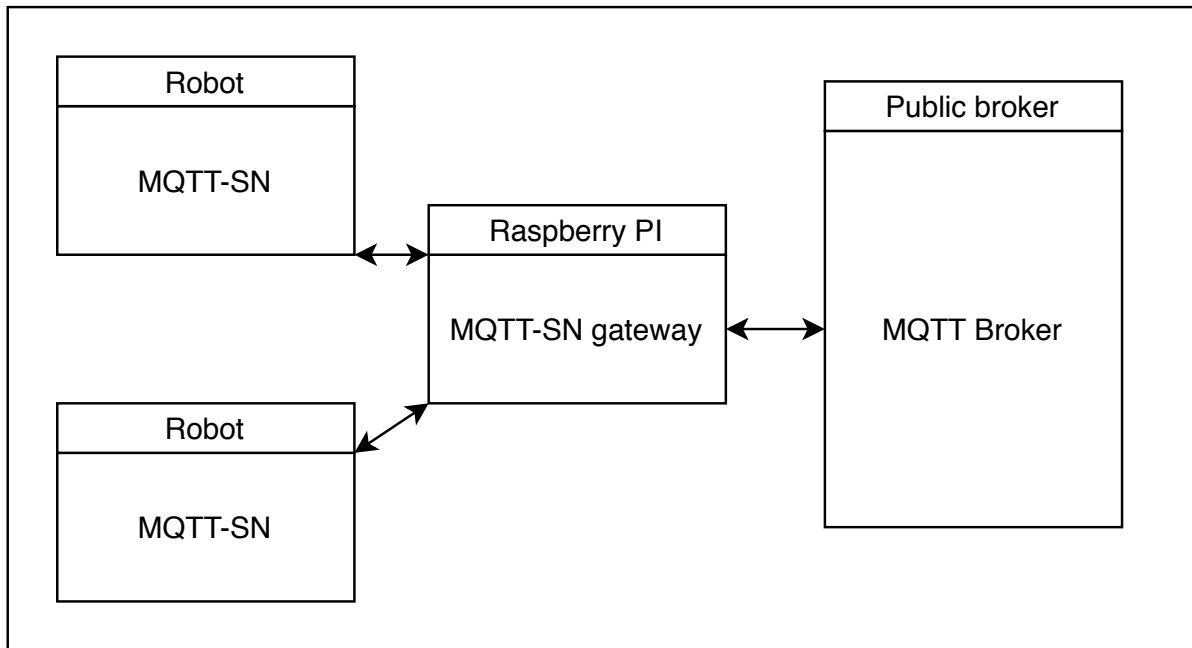 Robot
MQTT-SN
Raspberry PI
MQTT-SN gateway
Robot
MQTT-SN
Public broker
MQTT Broker